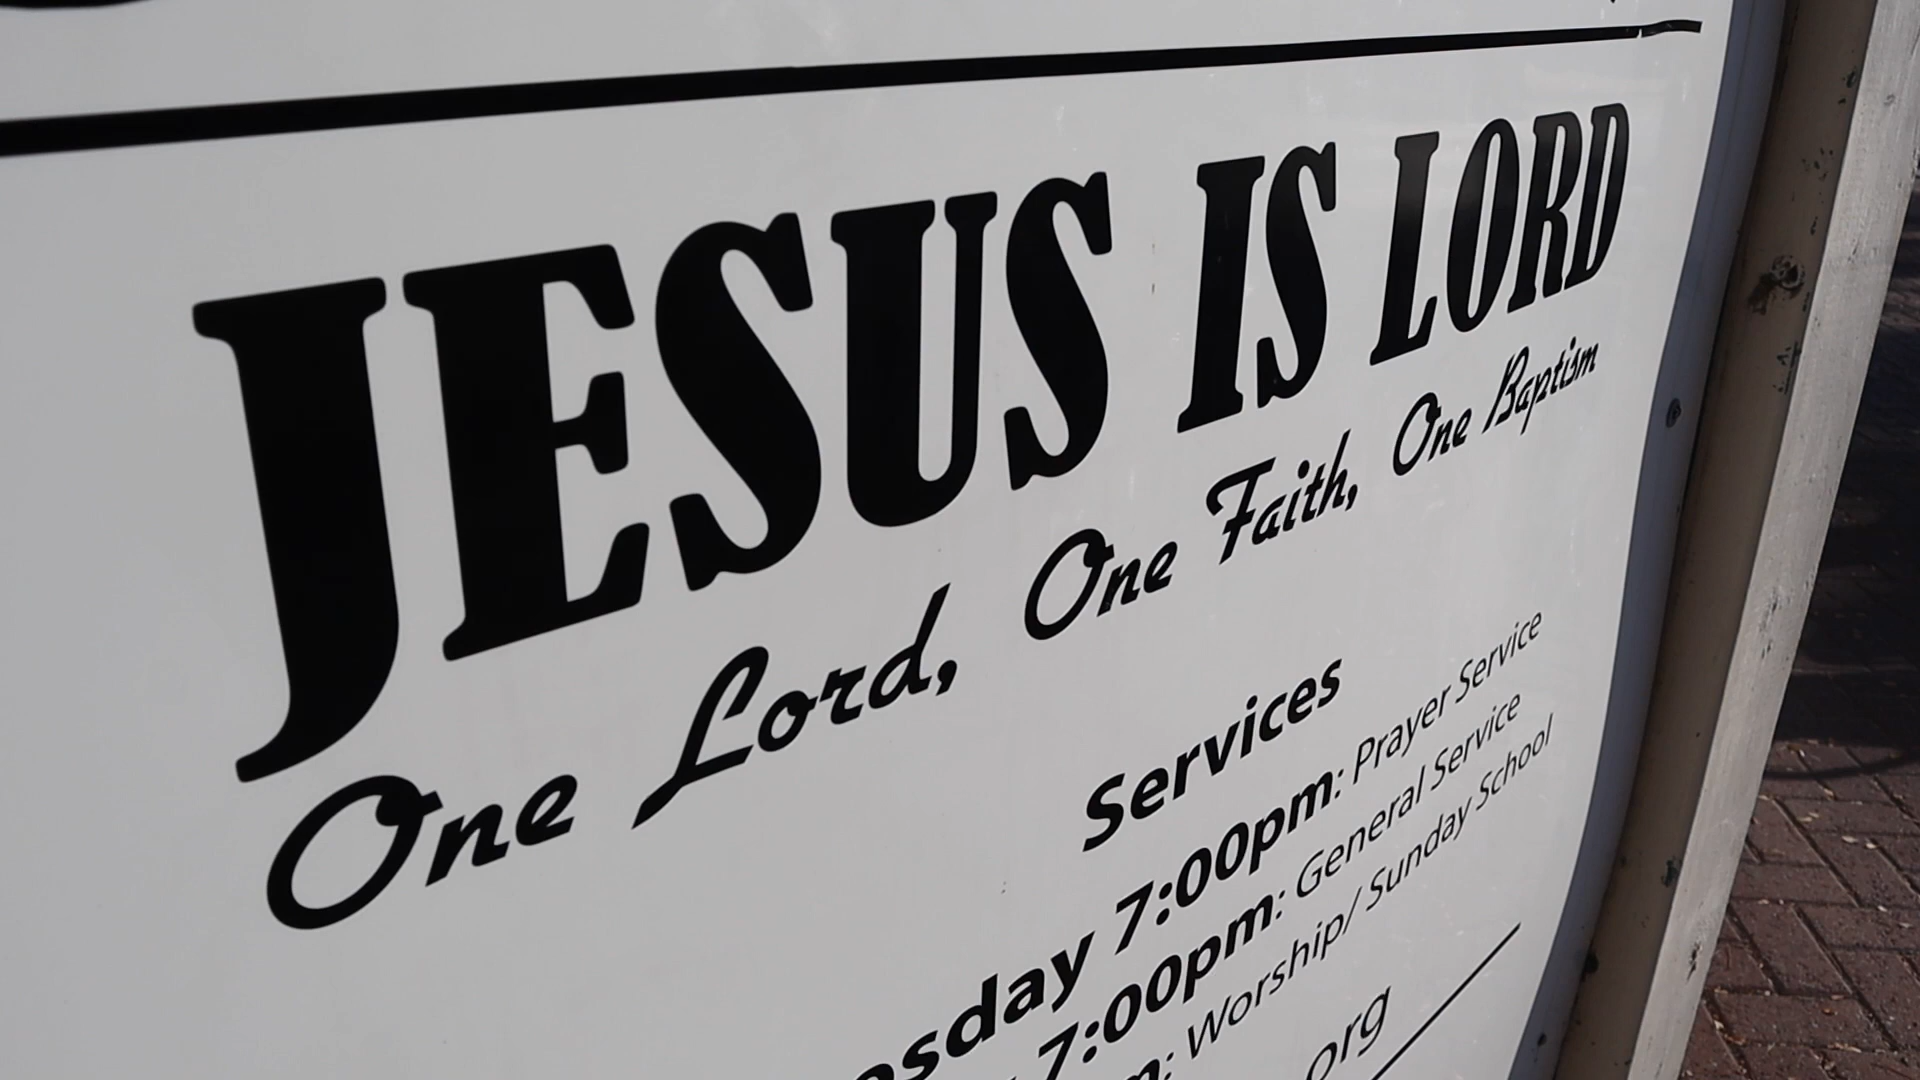 JESUS IS LORD
One Lord, One Faith, One Baptism
Services
7:00pm: Prayer Service
7:00pm: General Service
Worship/ Sunday School
org